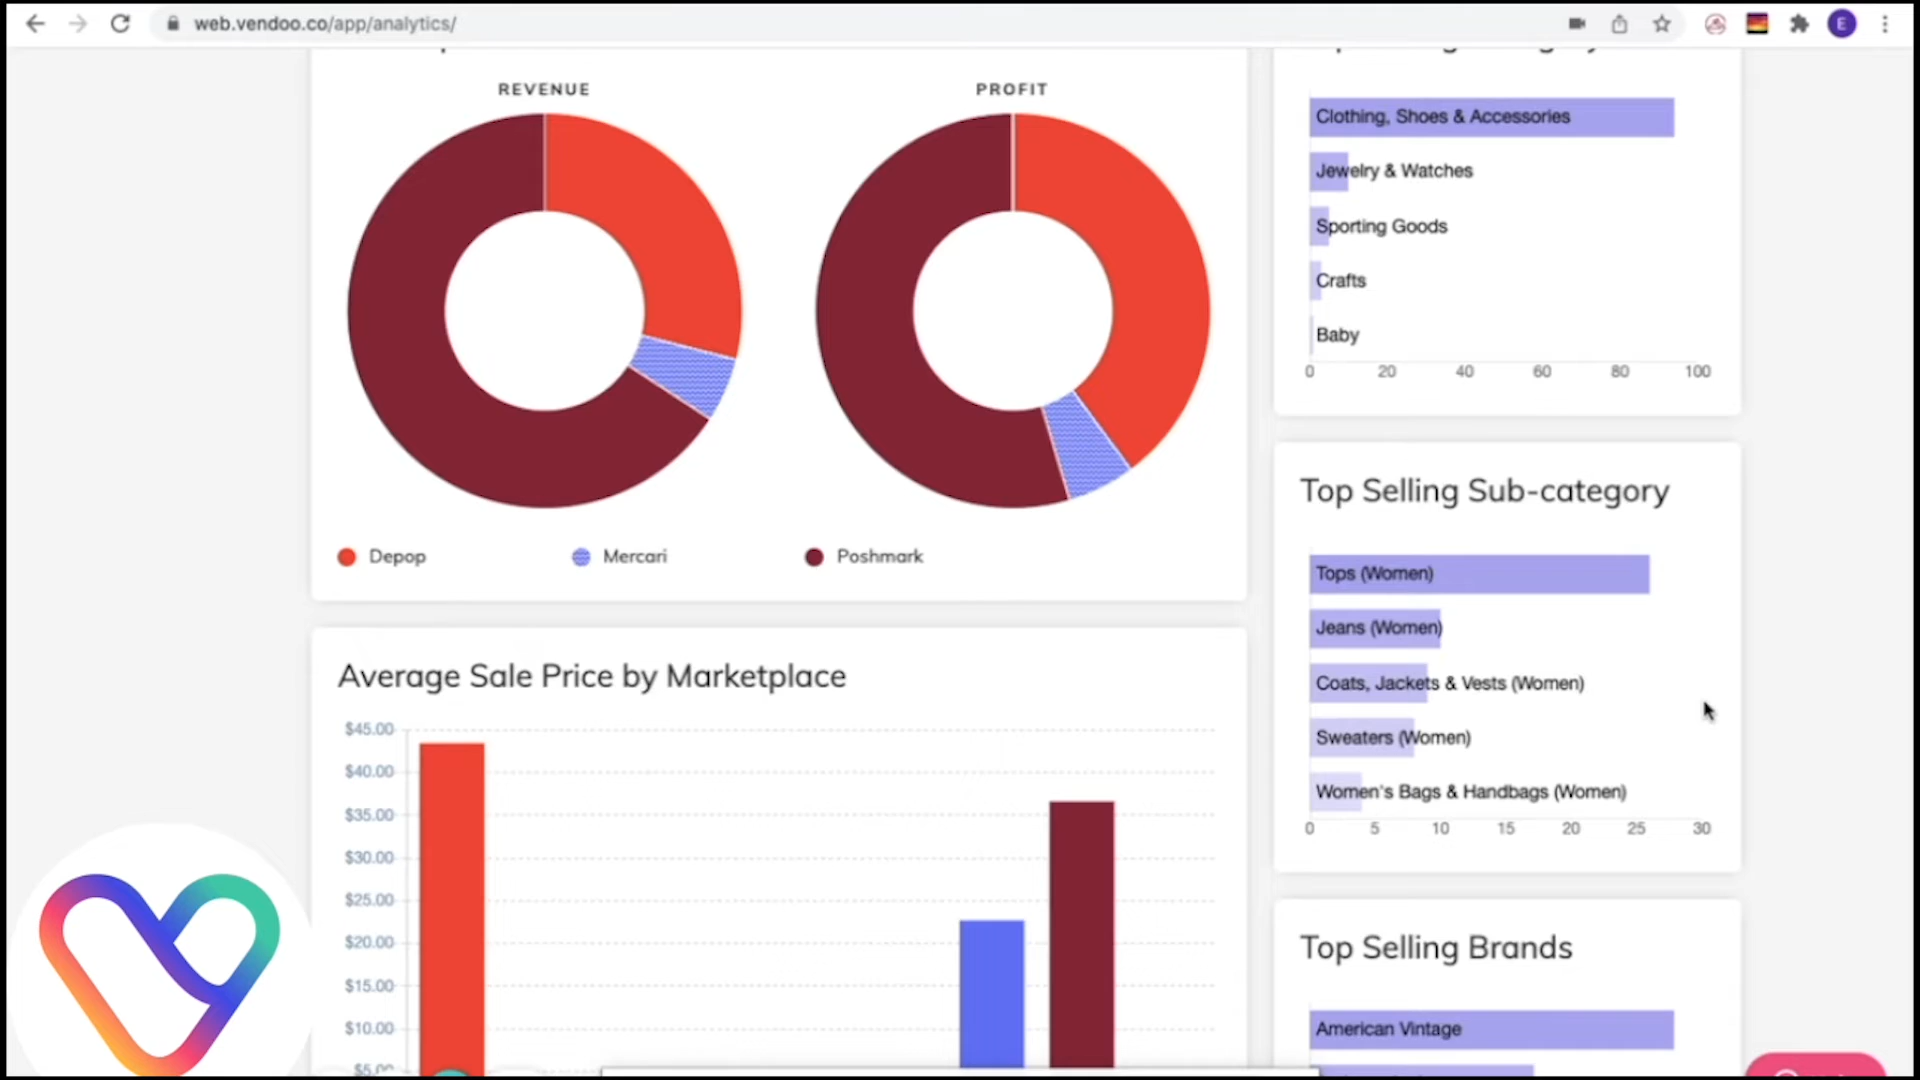 web.vendoo.co/app/analytics/
E
REVENUE
PROFIT
Depop
Mercari
Poshmark
Average Sale Price by Marketplace
$45.00
$40.00
$35.00
$30.00
$25.00
$20.00
$15.00
$10.00
Clothing, Shoes & Accessories
Jewelry & Watches
Sporting Goods
Crafts
Baby
0 20 40 60 80 100
Top Selling Sub-category
Tops (Women)
Jeans (Women)
Coats, Jackets & Vests (Women)
Sweaters (Women)
Women's Bags & Handbags (Women)
0 5 10 15 20 25 30
Top Selling Brands
American Vintage